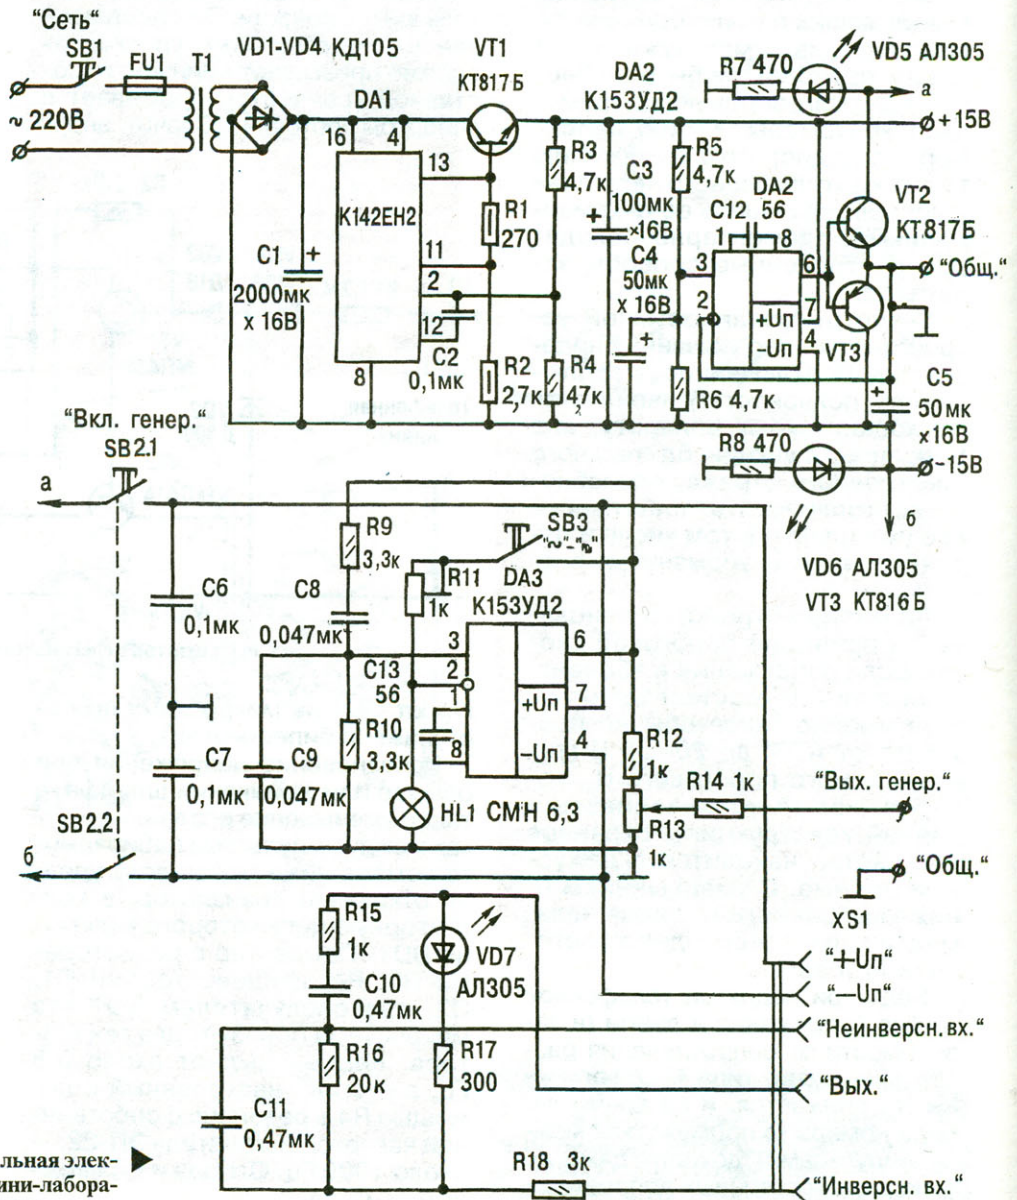 "Сеть"
SB1
FU1
T1
~ 220В
VD1-VD4 КД105
DA1
16
4
13
К142ЕН2
11
2
12
8
C1
+
2000мк
х 16В
C2
0,1мк
VT1
КТ817Б
R1
270
R2
2,7к
R3
4,7к
R4
47к
DA2
К153УД2
C3
100мк
×16В
+
C4
50мк
х 16В
+
R5
4,7к
R6 4,7к
C12
DA2
56
1
8
3
2
6
7
4
+Uп
−Uп
R7 470
VD5 АЛ305
а
+15В
VT2
КТ817Б
"Общ."
VT3
C5
+
50 мк
х16В
R8 470
−15В
б
VD6 АЛ305
VT3 КТ816Б
"Вкл. генер."
SB2.1
а
C6
0,1мк
C7
0,1мк
SB2.2
б
R9
3,3к
C8
0,047мк
R10
3,3к
C9
0,047мк
R11
1к
SB3
DA3
К153УД2
C13
56
3
2
1
8
6
7
4
+Uп
−Uп
HL1 СМН 6,3
R12
1к
R13
1к
R14 1к
"Вых. генер."
"Общ."
XS1
"+Uп"
"−Uп"
"Неинверсн. вх."
"Вых."
"Инверсн. вх."
R15
1к
C10
0,47мк
R16
20к
C11
0,47мк
VD7
АЛ305
R17
300
R18 3к
льная элек-
ини-лабора-